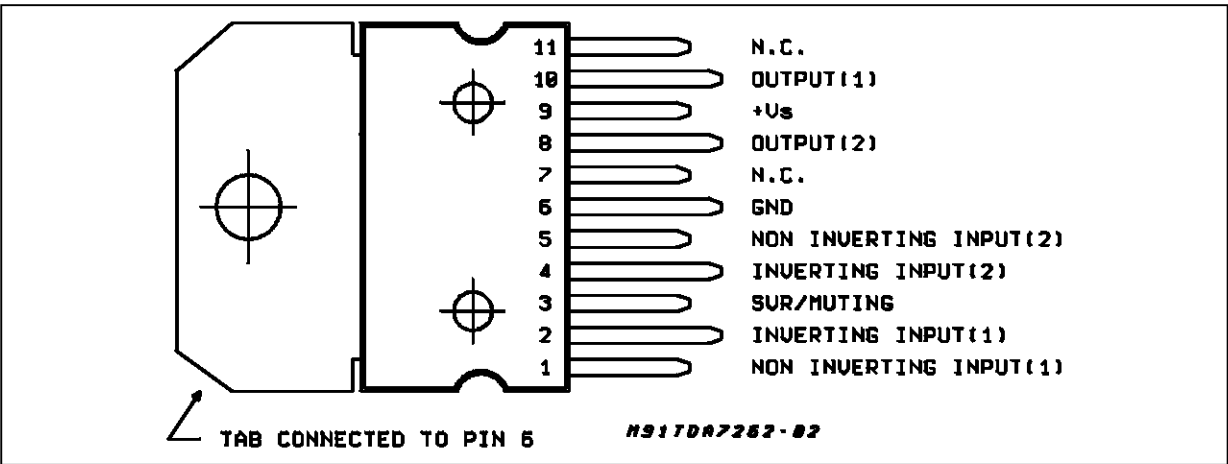 11 N.C.
10 OUTPUT(1)
9 +Vs
8 OUTPUT(2)
7 N.C.
6 GND
5 NON INVERTING INPUT(2)
4 INVERTING INPUT(2)
3 SVR/MUTING
2 INVERTING INPUT(1)
1 NON INVERTING INPUT(1)
TAB CONNECTED TO PIN 6
M91TDA7262-02